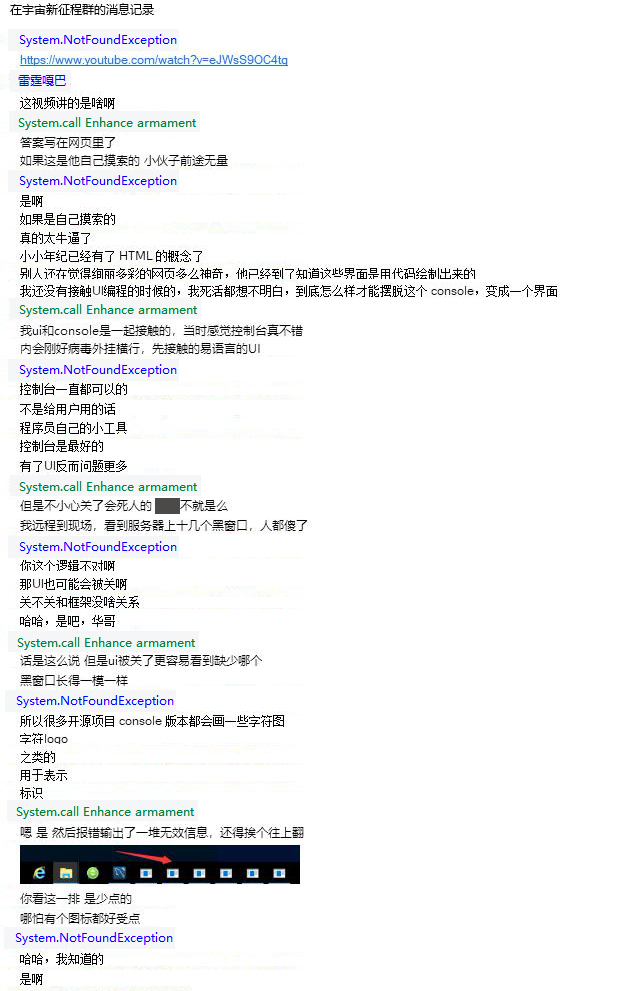 在宇宙新征程群的消息记录
System.NotFoundException
https://www.youtube.com/watch?v=eJWsS9OC4tq
雷霆嘎巴
这视频讲的是啥啊
System.call Enhance armament
答案写在网页里了
如果这是他自己摸索的 小伙子前途无量
System.NotFoundException
是啊
如果是自己摸索的
真的太牛逼了
小小年纪已经有了 HTML 的概念了
别人还在觉得绚丽多彩的网页多么神奇，他已经到了知道这些界面是用代码绘制出来的
我还没有接触UI编程的时候的，我死活都想不明白，到底怎么样才能摆脱这个 console，变成一个界面
System.call Enhance armament
我ui和console是一起接触的，当时感觉控制台真不错
内会刚好病毒外挂横行，先接触的易语言的UI
System.NotFoundException
控制台一直都可以的
不是给用户用的话
程序员自己的小工具
控制台是最好的
有了UI反而问题更多
System.call Enhance armament
但是不小心关了会死人的 不就是么
我远程到现场，看到服务器上十几个黑窗口，人都傻了
System.NotFoundException
你这个逻辑不对啊
那UI也可能会被关啊
关不关和框架没啥关系
哈哈，是吧，华哥
System.call Enhance armament
话是这么说 但是ui被关了更容易看到缺少哪个
黑窗口长得一模一样
System.NotFoundException
所以很多开源项目 console 版本都会画一些字符图
字符logo
之类的
用于表示
标识
System.call Enhance armament
嗯 是 然后报错输出了一堆无效信息，还得挨个往上翻
你看这一排 是少点的
哪怕有个图标都好受点
System.NotFoundException
哈哈，我知道的
是啊